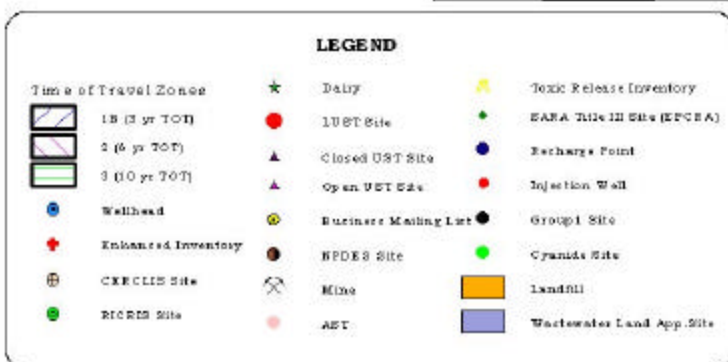 LEGEND
Time of Travel Zones
1B (3 yr TOT)
2 (6 yr TOT)
3 (10 yr TOT)
Wellhead
Enhanced Inventory
CERCLIS Site
RICRIS Site
Dairy
LUST Site
Closed UST Site
Open UST Site
Business Mailing List
NPDES Site
Mine
AST
Toxic Release Inventory
SARA Title III Site (EPCRA)
Recharge Point
Injection Well
Group1 Site
Cyanide Site
Landfill
Wastewater Land App. Site